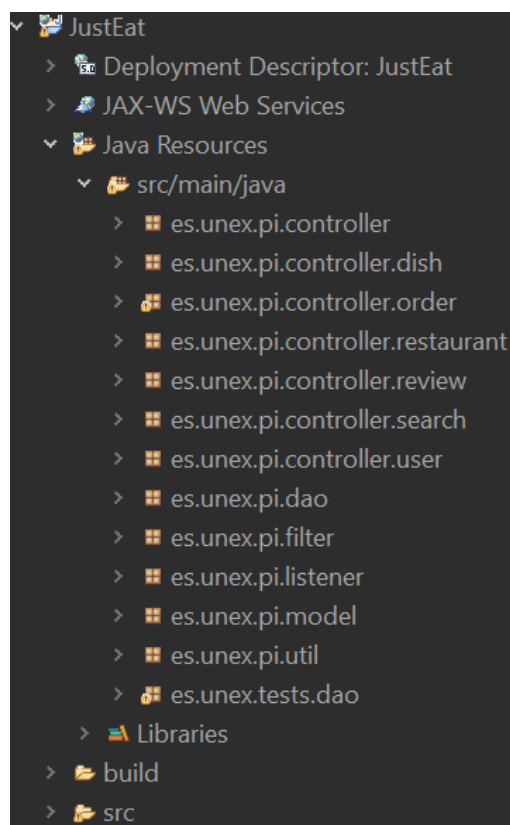 JustEat
Deployment Descriptor: JustEat
JAX-WS Web Services
Java Resources
src/main/java
es.unex.pi.controller
es.unex.pi.controller.dish
es.unex.pi.controller.order
es.unex.pi.controller.restaurant
es.unex.pi.controller.review
es.unex.pi.controller.search
es.unex.pi.controller.user
es.unex.pi.dao
es.unex.pi.filter
es.unex.pi.listener
es.unex.pi.model
es.unex.pi.util
es.unex.tests.dao
Libraries
build
src